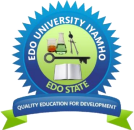 EDO UNIVERSITY IYAMHO
EDO STATE
QUALITY EDUCATION FOR DEVELOPMENT